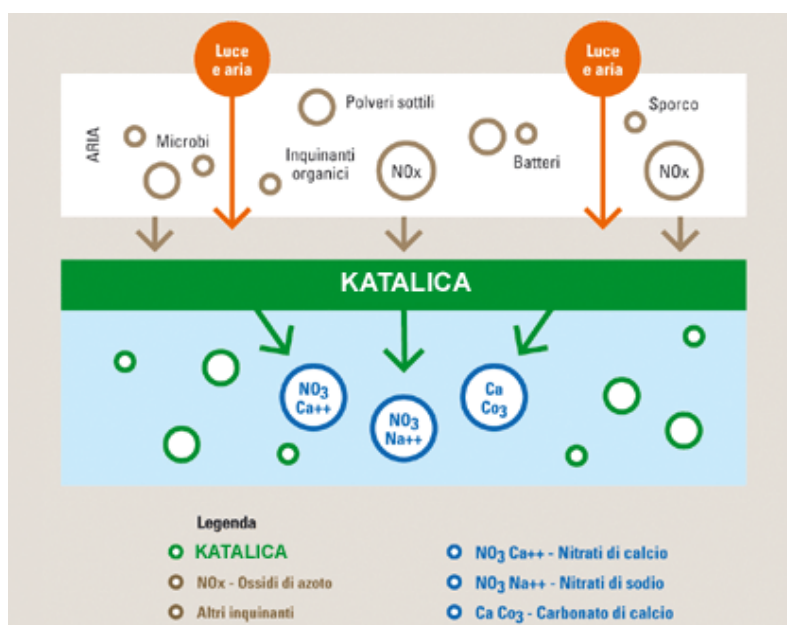 Luce
e aria
Luce
e aria
ARIA
Microbi
Polveri sottili
Inquinanti
organici
NOx
Batteri
Sporco
NOx
KATALICA
NO3
Ca++
NO3
Na++
Ca
Co3
Legenda
KATALICA
NOx - Ossidi di azoto
Altri inquinanti
NO3 Ca++ - Nitrati di calcio
NO3 Na++ - Nitrati di sodio
Ca Co3 - Carbonato di calcio